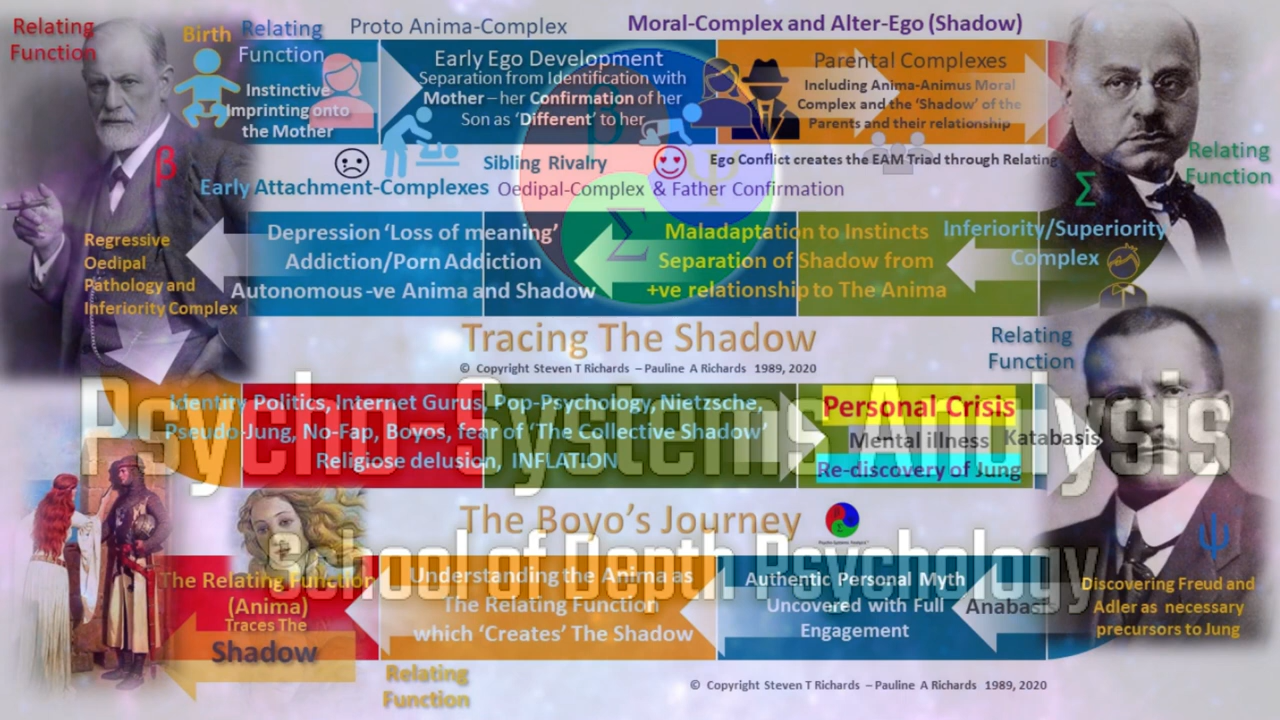 Relating
Function
Birth
Relating
Function
Proto Anima-Complex
Moral-Complex and Alter-Ego (Shadow)
Instinctive
Imprinting onto
the Mother
Early Ego Development
Separation from Identification with
Mother – her Confirmation of her
Son as ‘Different’ to her
Parental Complexes
Including Anima-Animus Moral
Complex and the ‘Shadow’ of the
Parents and their relationship
β
β
ψ
Σ
Sibling Rivalry
Ego Conflict creates the EAM Triad through Relating
Early Attachment-Complexes
Oedipal-Complex & Father Confirmation
Relating
Function
Σ
Regressive
Oedipal
Pathology and
Inferiority Complex
Depression ‘Loss of meaning’
Addiction/Porn Addiction
Autonomous -ve Anima and Shadow
Maladaptation to Instincts
Separation of Shadow from
+ve relationship to The Anima
Inferiority/Superiority
Complex
Tracing The Shadow
© Copyright Steven T Richards – Pauline A Richards 1989, 2020
Relating
Function
Psyche-Systems Analysis
Identity Politics, Internet Gurus, Pop-Psychology, Nietzsche,
Pseudo-Jung, No-Fap, Boyos, fear of ‘The Collective Shadow’
Religiose delusion, INFLATION
Personal Crisis
Mental illness
Katabasis
Re-discovery of Jung
The Boyo’s Journey
School of Depth Psychology
The Relating Function
(Anima)
Traces The
Shadow
Understanding the Anima as
The Relating Function
which ‘Creates’ The Shadow
Authentic Personal Myth
Uncovered with Full
Engagement
Anabasis
ψ
Discovering Freud and
Adler as necessary
precursors to Jung
Relating
Function
© Copyright Steven T Richards – Pauline A Richards 1989, 2020